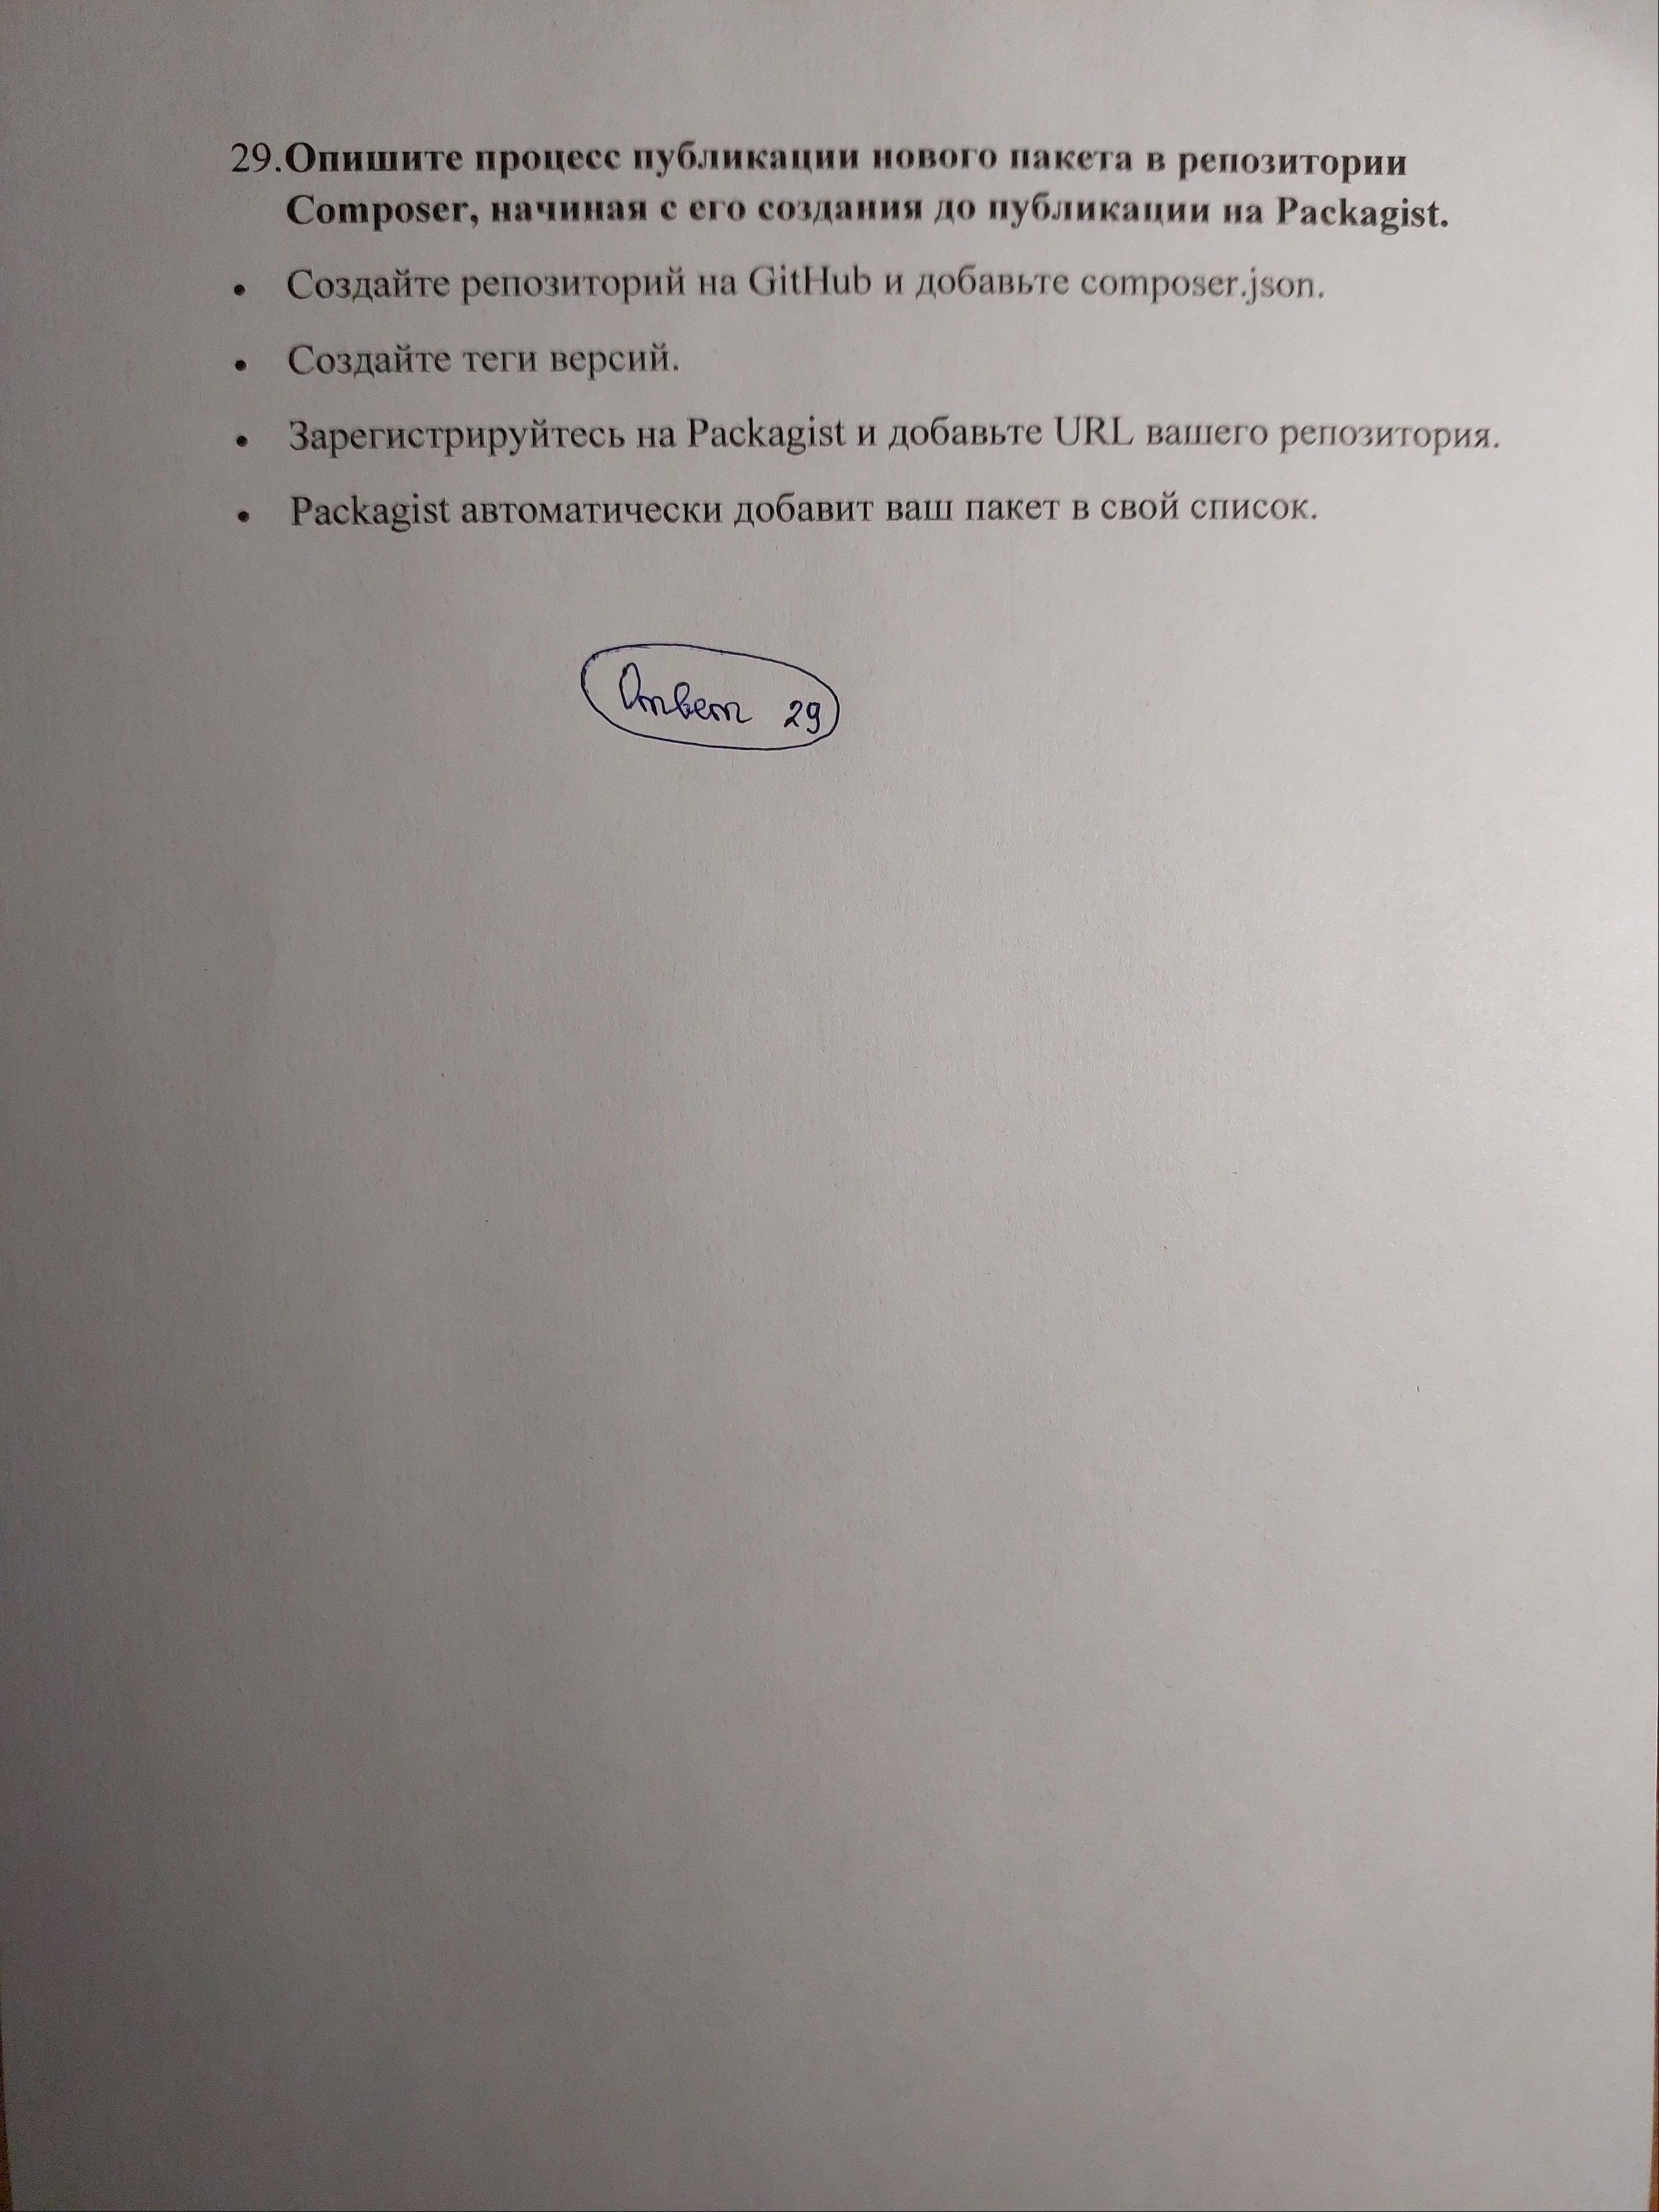 29.Опишите процесс публикации нового пакета в репозитории
Composer, начиная с его создания до публикации на Packagist.
• Создайте репозиторий на GitHub и добавьте composer.json.
• Создайте теги версий.
• Зарегистрируйтесь на Packagist и добавьте URL вашего репозитория.
• Packagist автоматически добавит ваш пакет в свой список.
Ответ 29